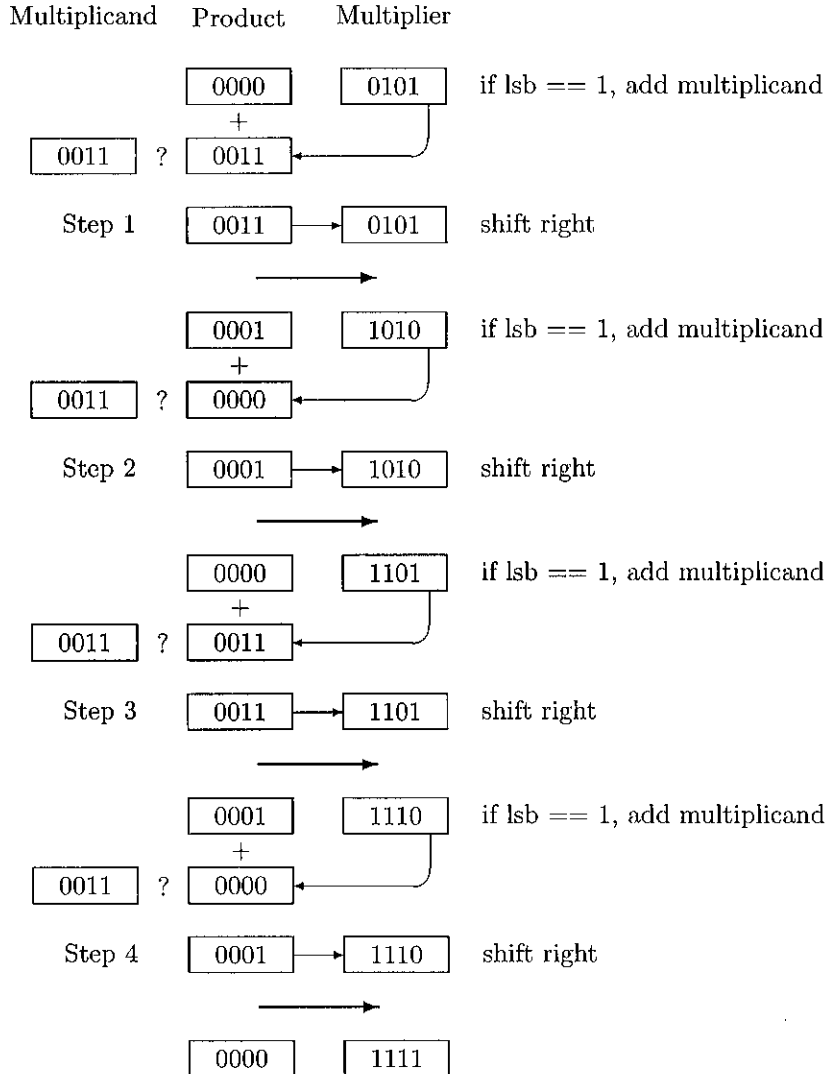 Multiplicand Product Multiplier
0000 0101 if lsb == 1, add multiplicand
+
0011 ? 0011
Step 1 0011 0101 shift right
0001 1010 if lsb == 1, add multiplicand
+
0011 ? 0000
Step 2 0001 1010 shift right
0000 1101 if lsb == 1, add multiplicand
+
0011 ? 0011
Step 3 0011 1101 shift right
0001 1110 if lsb == 1, add multiplicand
+
0011 ? 0000
Step 4 0001 1110 shift right
0000 1111